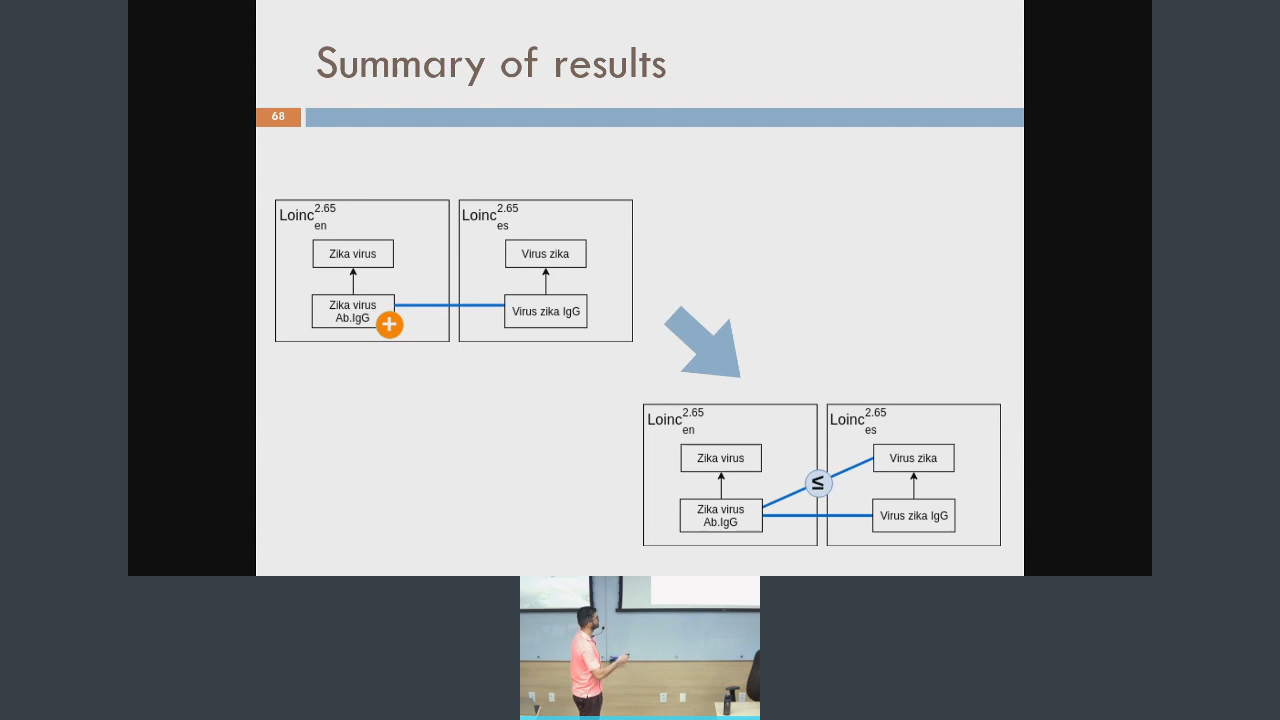 Summary of results
68
Loinc 2.65 en
Zika virus
Zika virus
Ab.IgG
+
Loinc 2.65 es
Virus zika
Virus zika IgG
Loinc 2.65 en
Zika virus
Zika virus
Ab.IgG
≤
Loinc 2.65 es
Virus zika
Virus zika IgG